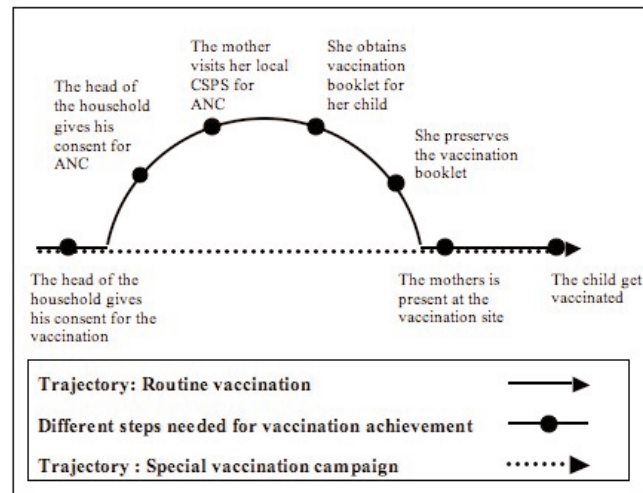 The mother
visits her local
CSPS for
ANC
She obtains
vaccination
booklet for
her child
The head of
the household
gives his
consent for
ANC
She preserves
the vaccination
booklet
The head of the
household gives
his consent for the
vaccination
The mothers is
present at the
vaccination site
The child get
vaccinated
Trajectory: Routine vaccination
Different steps needed for vaccination achievement
Trajectory : Special vaccination campaign